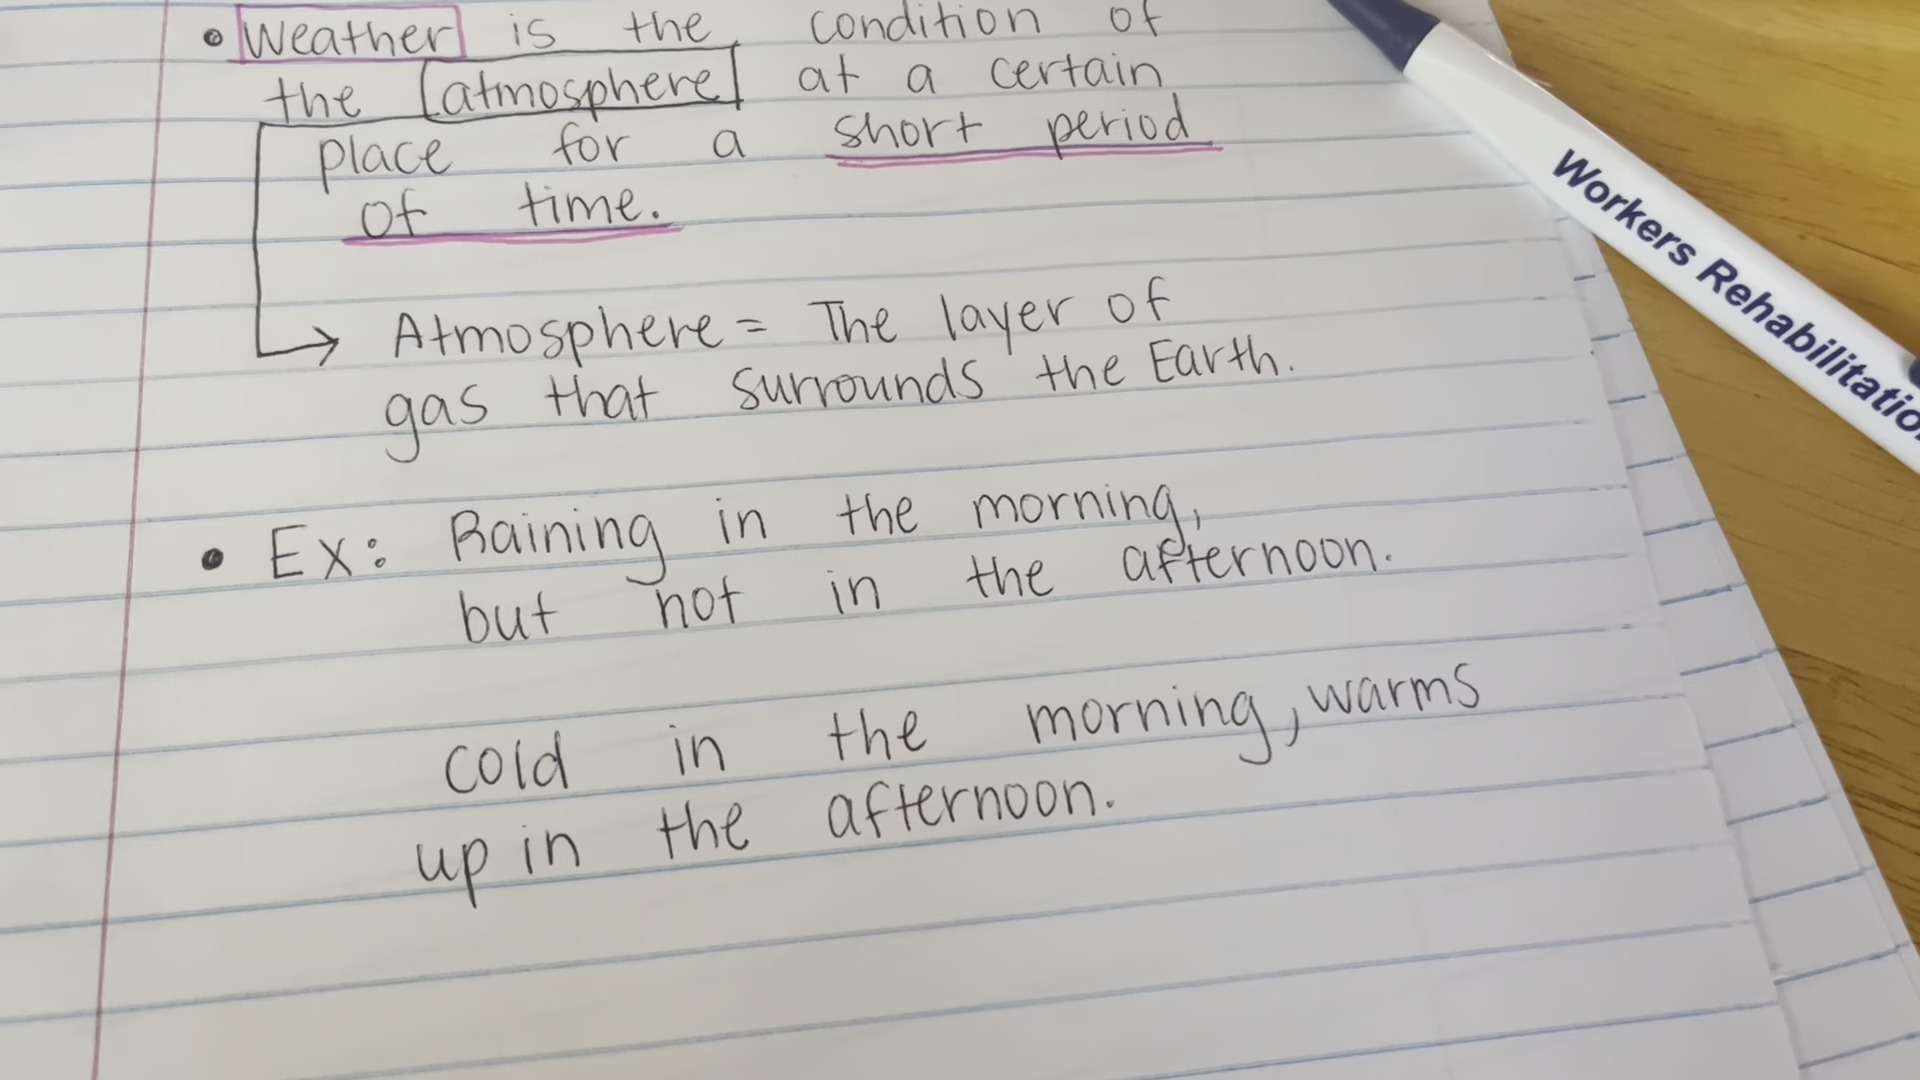 • Weather is the condition of
the atmosphere at a certain
place for a short period
of time.
→ Atmosphere = The layer of
gas that surrounds the Earth.
• Ex: Raining in the morning,
but not in the afternoon.
cold in the morning, warms
up in the afternoon.
Workers Rehabilitatio